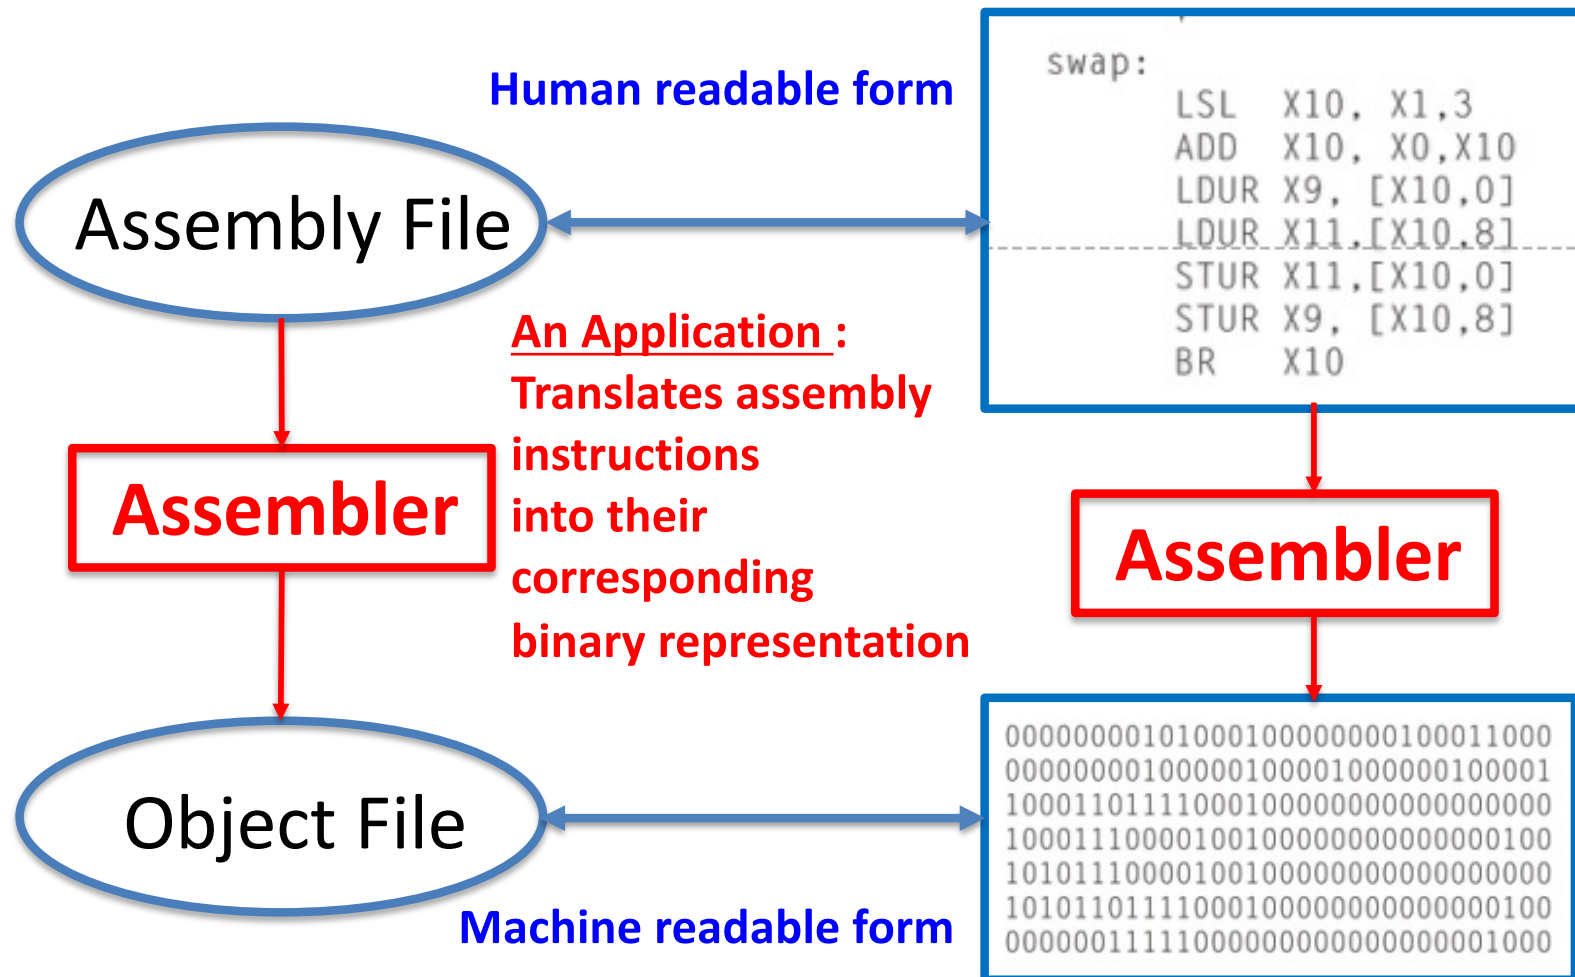 Human readable form
swap:
LSL X10, X1,3
ADD X10, X0,X10
LDUR X9, [X10,0]
LDUR X11,[X10,8]
STUR X11,[X10,0]
STUR X9, [X10,8]
BR X10
Assembly File
An Application :
Translates assembly
instructions
into their
corresponding
binary representation
Assembler
Assembler
Object File
00000000101000100000000100011000
00000000100000100001000000100001
10001101111000100000000000000000
10001110000100100000000000000100
10101110000100100000000000000000
10101101111000100000000000000100
00000011111000000000000000001000
Machine readable form